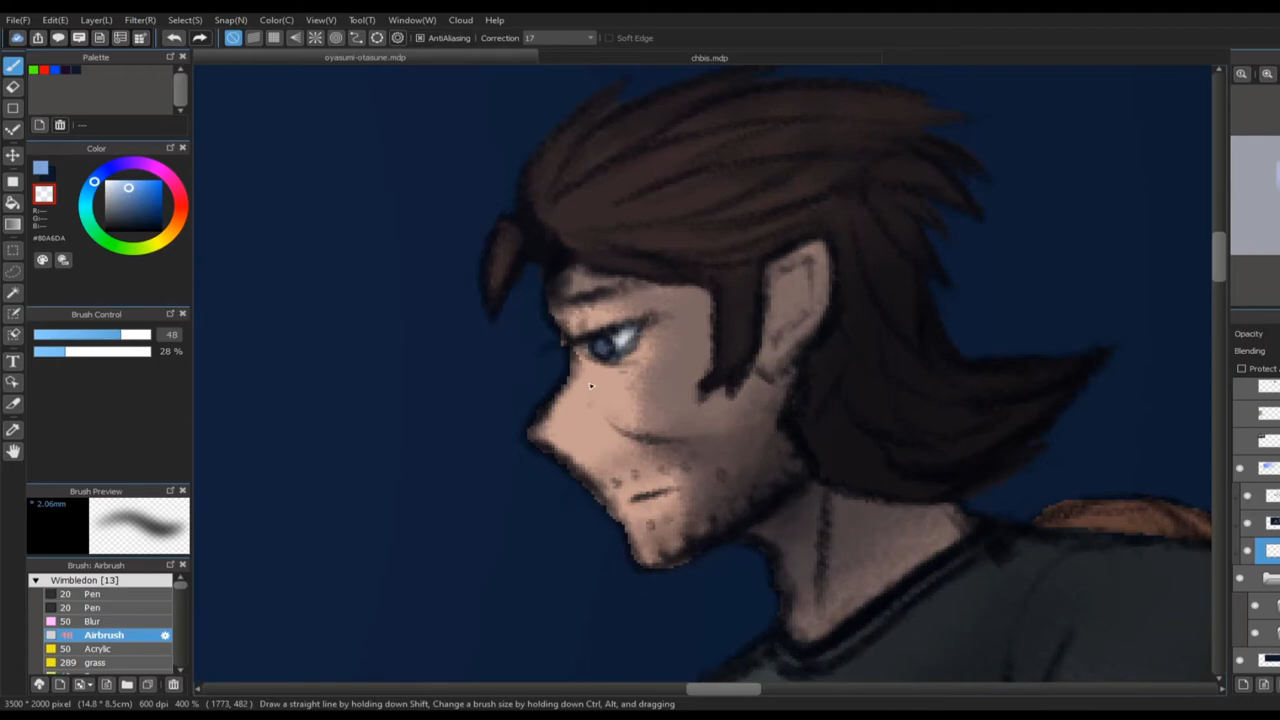 File(F) Edit(E) Layer(L) Filter(R) Select(S) Snap(N) Color(C) View(V) Tool(T) Window(W) Cloud Help
AntiAliasing Correction 17 Soft Edge
Palette
oyasumi-otasune.mdp
chbis.mdp
---
Color
R:---
G:---
B:---
#80A6DA
Brush Control
48
28 %
Brush Preview
* 2.06mm
Brush: Airbrush
Wimbledon [13]
20 Pen
20 Pen
50 Blur
48 Airbrush
50 Acrylic
289 grass
Opacity
Blending
Protect
3500 * 2000 pixel (14.8 * 8.5cm) 600 dpi 400 % ( 1773, 482 ) Draw a straight line by holding down Shift, Change a brush size by holding down Ctrl, Alt, and dragging